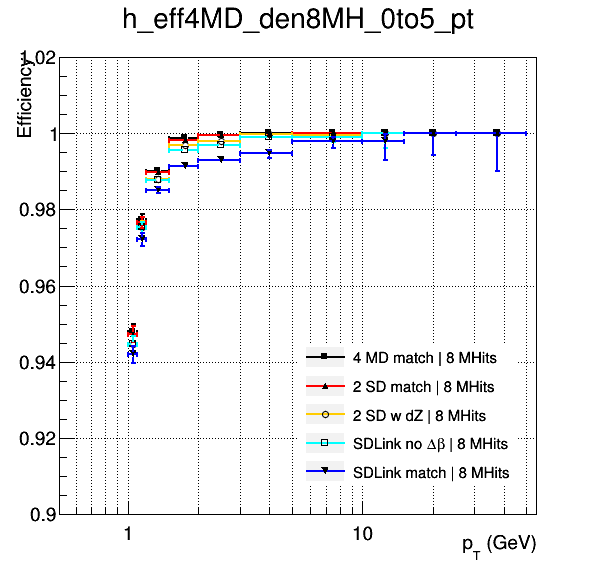 h_eff4MD_den8MH_0to5_pt
Efficiency
1.02
1
0.98
0.96
0.94
0.92
0.9
4 MD match | 8 MHits
2 SD match | 8 MHits
2 SD w dZ | 8 MHits
SDLink no Δβ | 8 MHits
SDLink match | 8 MHits
1
10
p_T (GeV)